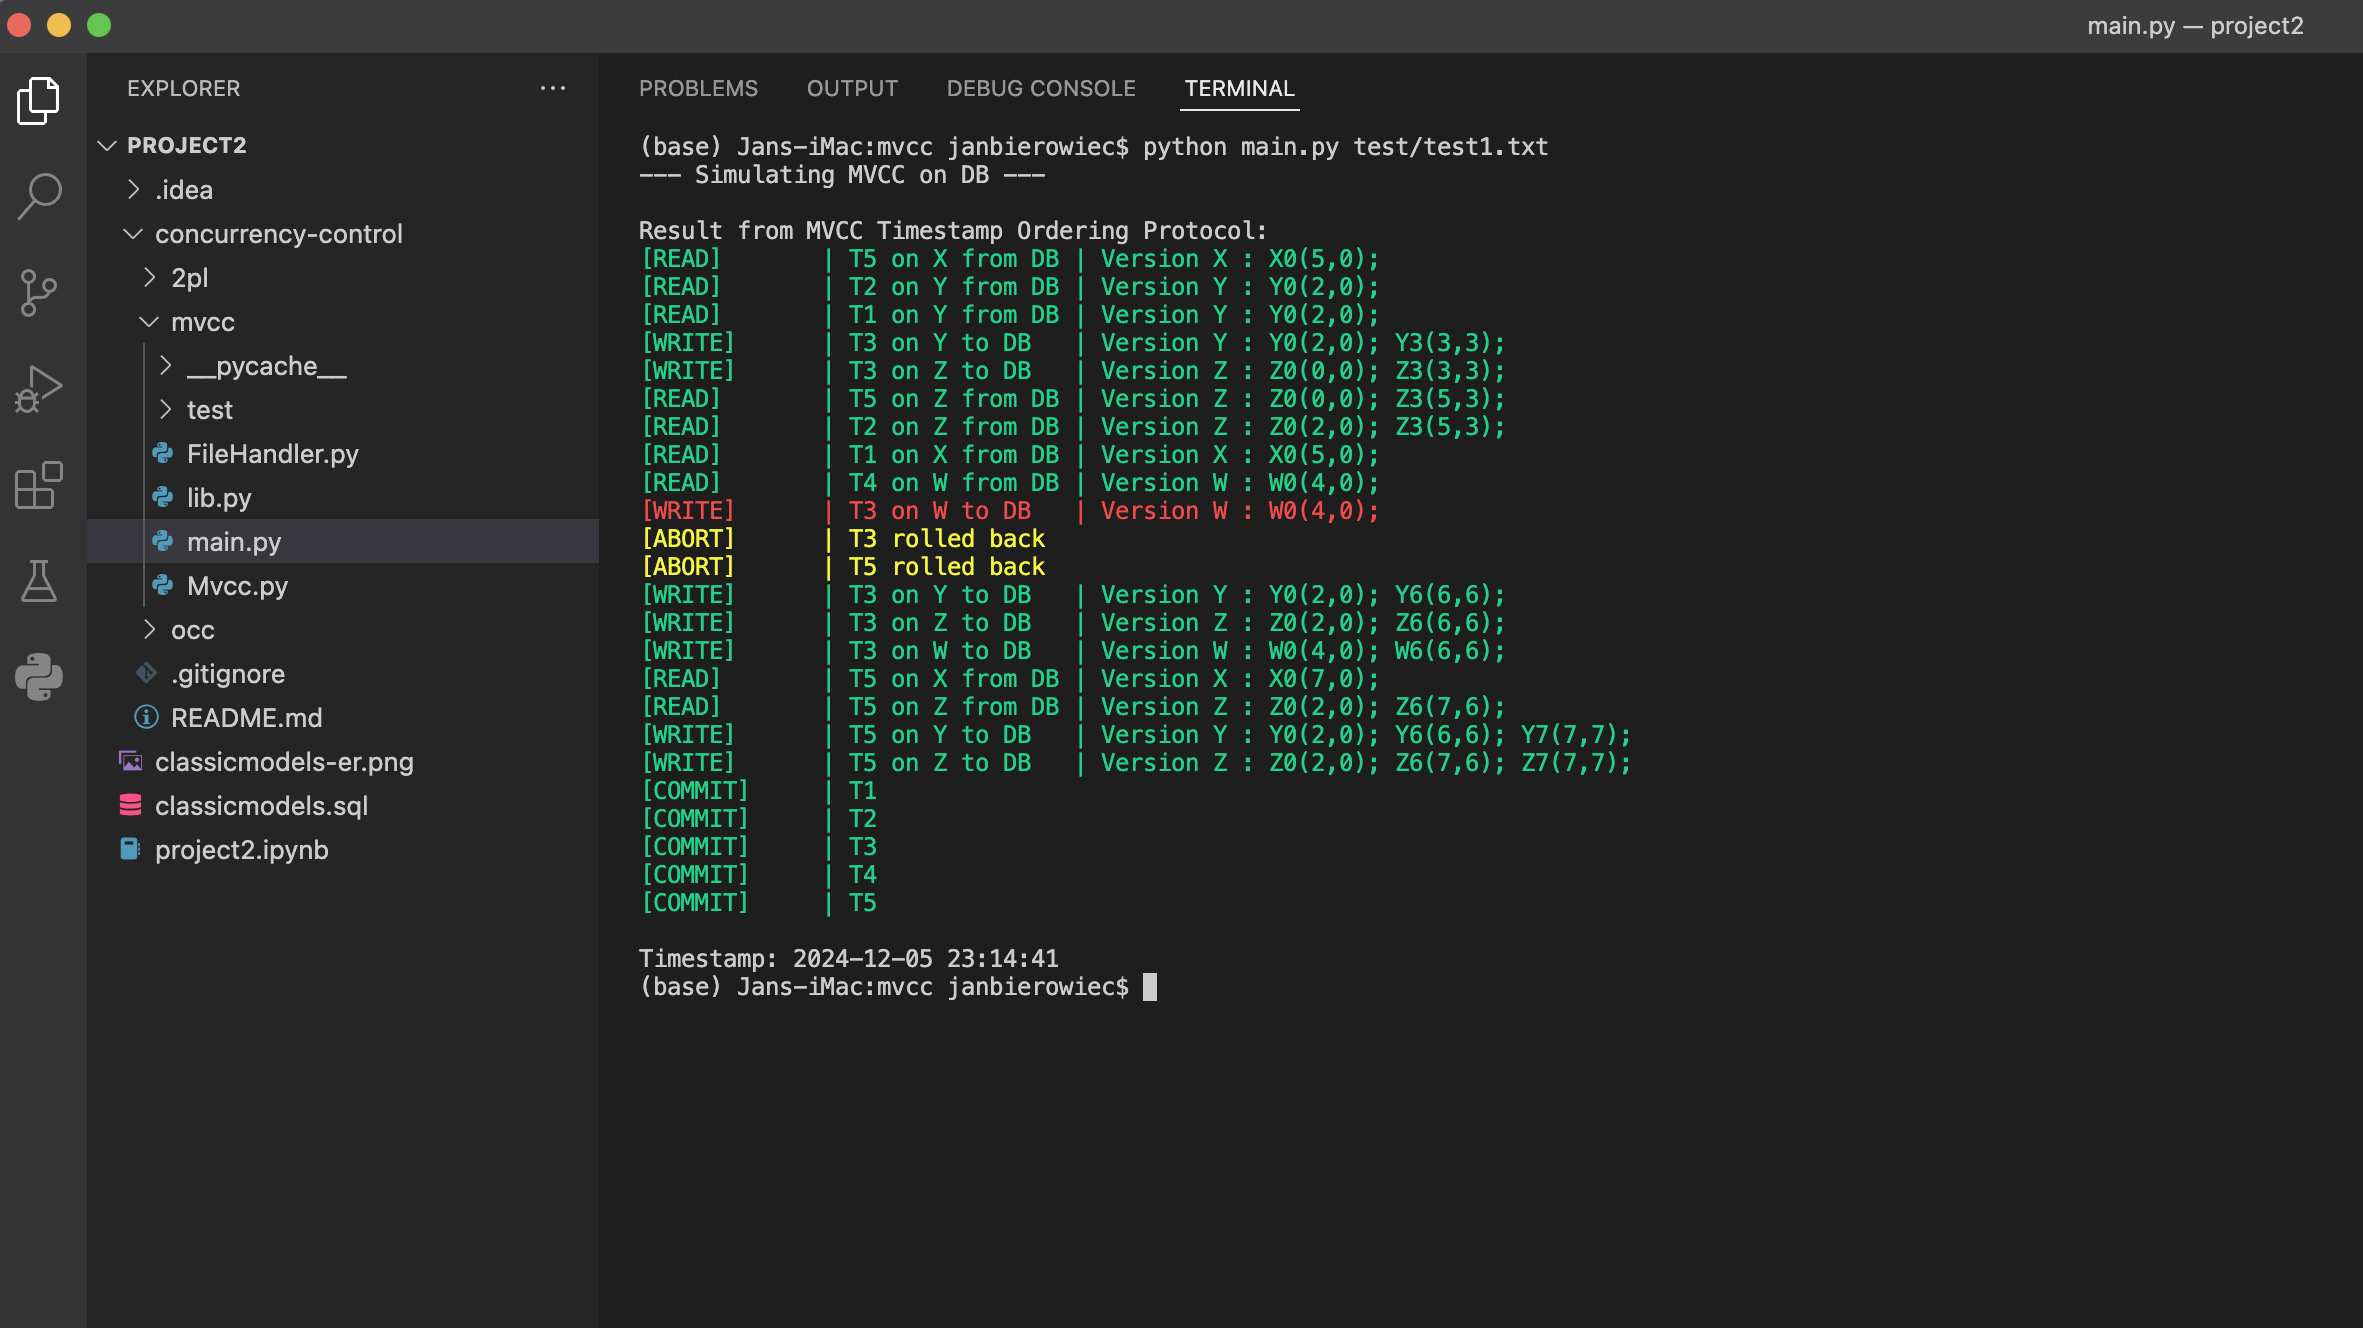 main.py — project2
EXPLORER
···
PROJECT2
.idea
concurrency-control
2pl
mvcc
__pycache__
test
FileHandler.py
lib.py
main.py
Mvcc.py
occ
.gitignore
README.md
classicmodels-er.png
classicmodels.sql
project2.ipynb
PROBLEMS OUTPUT DEBUG CONSOLE TERMINAL
(base) Jans-iMac:mvcc janbierowiec$ python main.py test/test1.txt
--- Simulating MVCC on DB ---
Result from MVCC Timestamp Ordering Protocol:
[READ] | T5 on X from DB | Version X : X0(5,0);
[READ] | T2 on Y from DB | Version Y : Y0(2,0);
[READ] | T1 on Y from DB | Version Y : Y0(2,0);
[WRITE] | T3 on Y to DB | Version Y : Y0(2,0); Y3(3,3);
[WRITE] | T3 on Z to DB | Version Z : Z0(0,0); Z3(3,3);
[READ] | T5 on Z from DB | Version Z : Z0(0,0); Z3(5,3);
[READ] | T2 on Z from DB | Version Z : Z0(2,0); Z3(5,3);
[READ] | T1 on X from DB | Version X : X0(5,0);
[READ] | T4 on W from DB | Version W : W0(4,0);
[WRITE] | T3 on W to DB | Version W : W0(4,0);
[ABORT] | T3 rolled back
[ABORT] | T5 rolled back
[WRITE] | T3 on Y to DB | Version Y : Y0(2,0); Y6(6,6);
[WRITE] | T3 on Z to DB | Version Z : Z0(2,0); Z6(6,6);
[WRITE] | T3 on W to DB | Version W : W0(4,0); W6(6,6);
[READ] | T5 on X from DB | Version X : X0(7,0);
[READ] | T5 on Z from DB | Version Z : Z0(2,0); Z6(7,6);
[WRITE] | T5 on Y to DB | Version Y : Y0(2,0); Y6(6,6); Y7(7,7);
[WRITE] | T5 on Z to DB | Version Z : Z0(2,0); Z6(7,6); Z7(7,7);
[COMMIT] | T1
[COMMIT] | T2
[COMMIT] | T3
[COMMIT] | T4
[COMMIT] | T5
Timestamp: 2024-12-05 23:14:41
(base) Jans-iMac:mvcc janbierowiec$